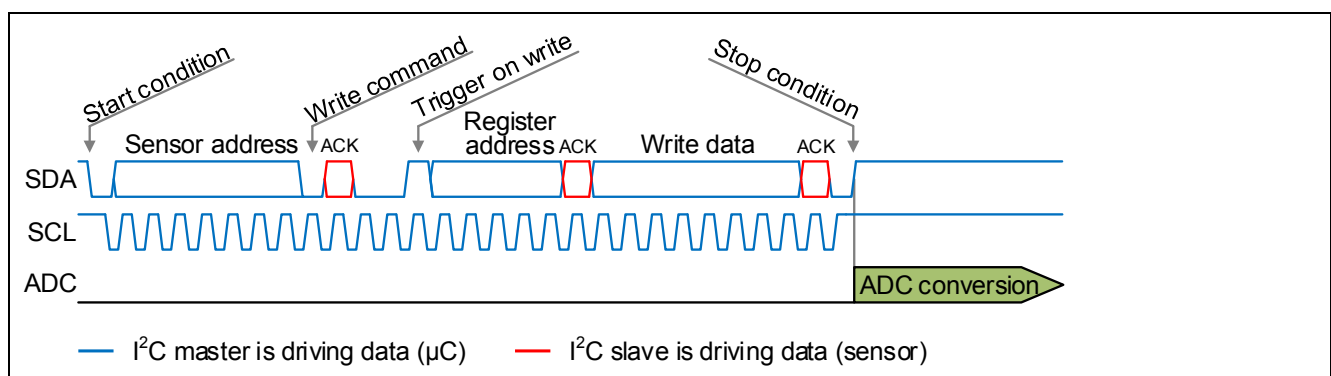 Start condition
Write command
Trigger on write
Stop condition
Sensor address
ACK
Register
address
ACK
Write data
ACK
SDA
SCL
ADC
ADC conversion
I²C master is driving data (µC)
I²C slave is driving data (sensor)